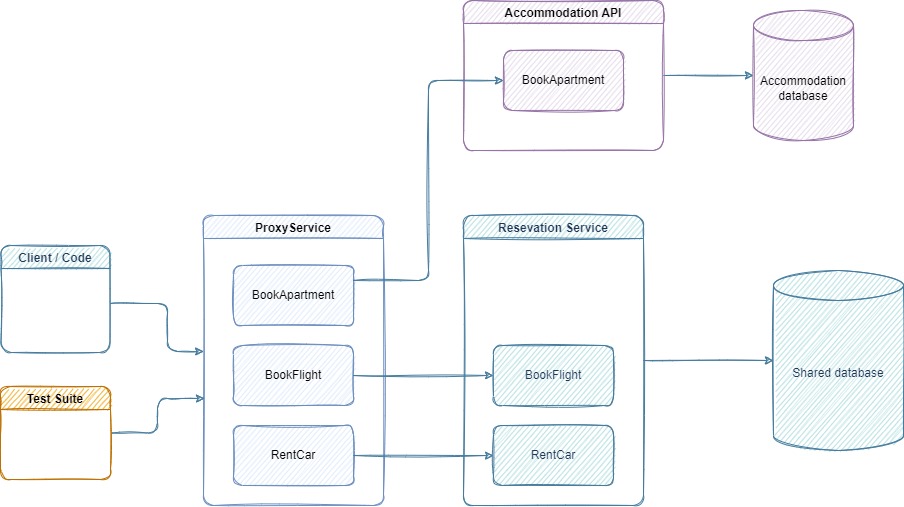 Accommodation API
BookApartment
Accommodation
database
ProxyService
Resevation Service
Client / Code
BookApartment
BookFlight
BookFlight
Shared database
Test Suite
RentCar
RentCar